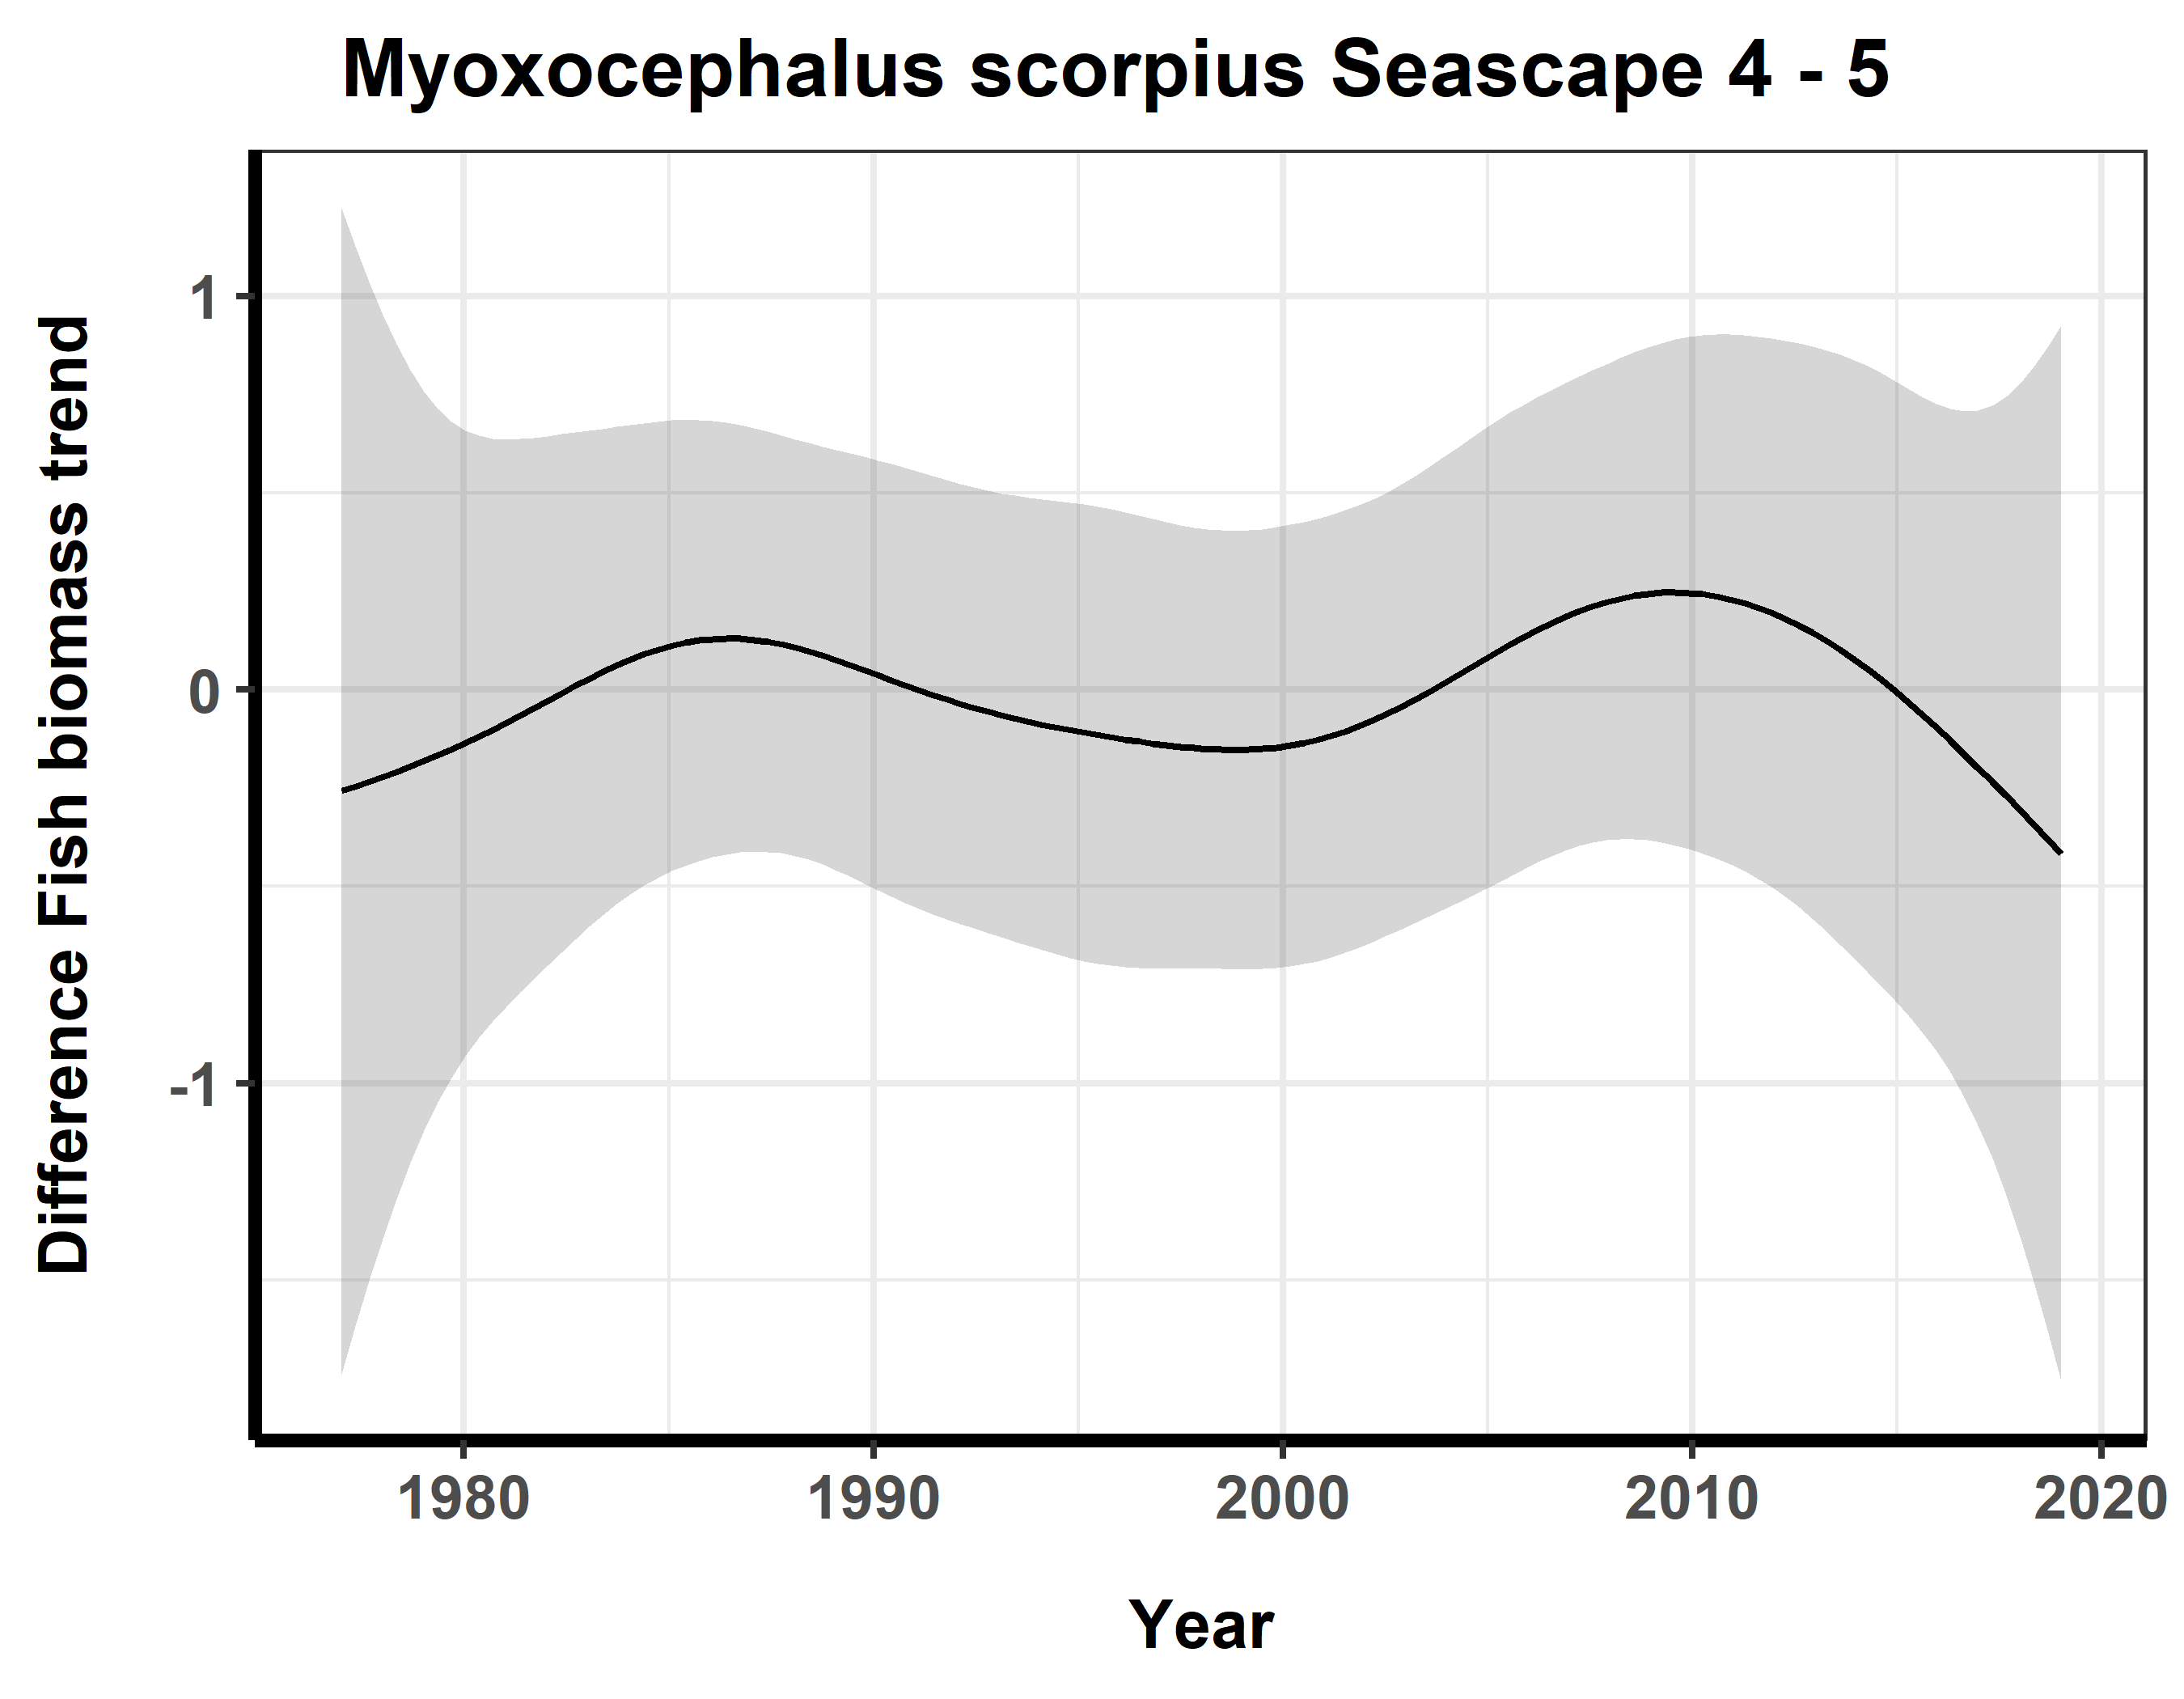 Myoxocephalus scorpius Seascape 4 - 5
Difference Fish biomass trend
1
0
-1
1980 1990 2000 2010 2020
Year